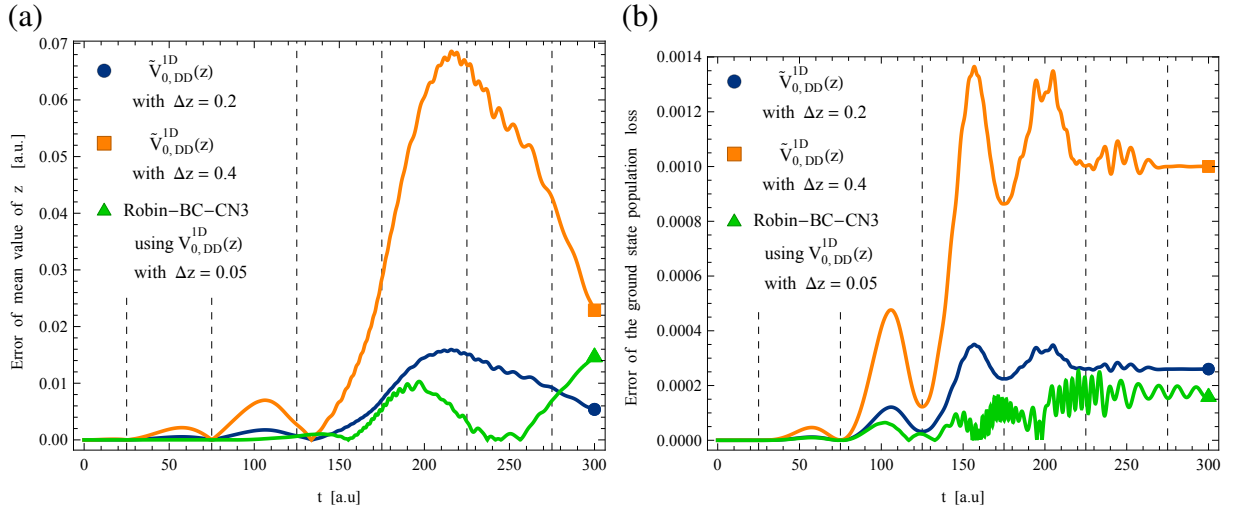 (a)
Error of mean value of z [a.u.]
0.07
0.06
0.05
0.04
0.03
0.02
0.01
0.00
Ṽ₀,DD¹ᴰ(z)
with Δz = 0.2
Ṽ₀,DD¹ᴰ(z)
with Δz = 0.4
Robin−BC−CN3
using V₀,DD¹ᴰ(z)
with Δz = 0.05
0 50 100 150 200 250 300
t [a.u]
(b)
Error of the ground state population loss
0.0014
0.0012
0.0010
0.0008
0.0006
0.0004
0.0002
0.0000
Ṽ₀,DD¹ᴰ(z)
with Δz = 0.2
Ṽ₀,DD¹ᴰ(z)
with Δz = 0.4
Robin−BC−CN3
using V₀,DD¹ᴰ(z)
with Δz = 0.05
0 50 100 150 200 250 300
t [a.u]